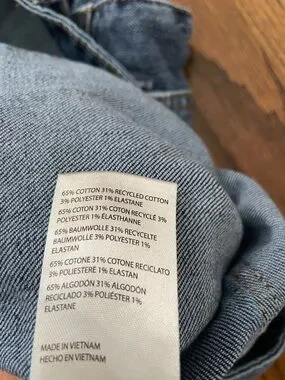 65% COTTON 31% RECYCLED COTTON
3% POLYESTER 1% ELASTANE
65% COTON 31% COTON RECYCLÉ 3%
POLYESTER 1% ELASTHANNE
65% BAUMWOLLE 31% RECYCELTE
BAUMWOLLE 3% POLYESTER 1%
ELASTAN
65% COTONE 31% COTONE RECICLATO
3% POLIESTERE 1% ELASTAN
65% ALGODÓN 31% ALGODÓN
RECICLADO 3% POLIÉSTER 1%
ELASTANE
MADE IN VIETNAM
HECHO EN VIETNAM